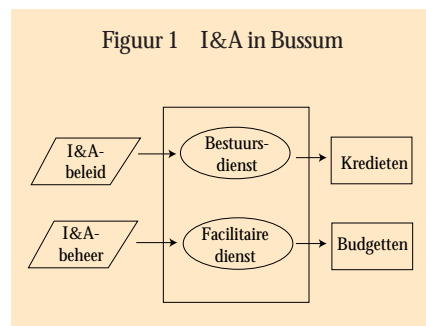 Figuur 1 I&A in Bussum
I&A-
beleid
Bestuurs-
dienst
Kredieten
I&A-
beheer
Facilitaire
dienst
Budgetten